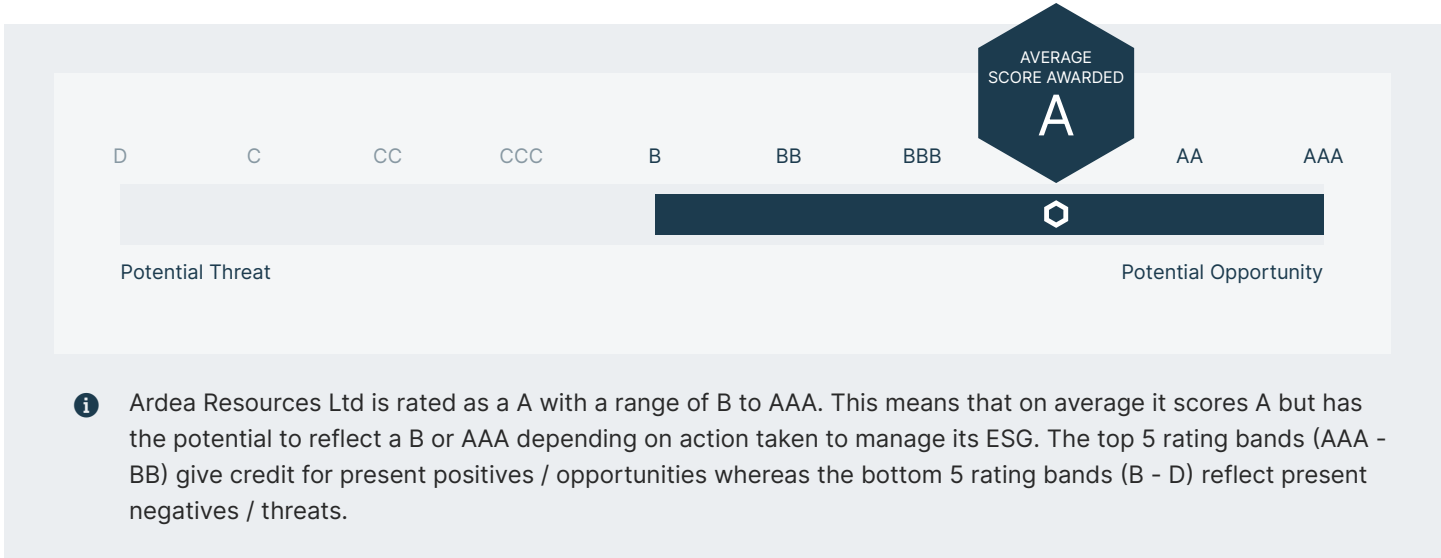 AVERAGE
SCORE AWARDED
A
D C CC CCC B BB BBB AA AAA
Potential Threat Potential Opportunity
Ardea Resources Ltd is rated as a A with a range of B to AAA. This means that on average it scores A but has
the potential to reflect a B or AAA depending on action taken to manage its ESG. The top 5 rating bands (AAA -
BB) give credit for present positives / opportunities whereas the bottom 5 rating bands (B - D) reflect present
negatives / threats.